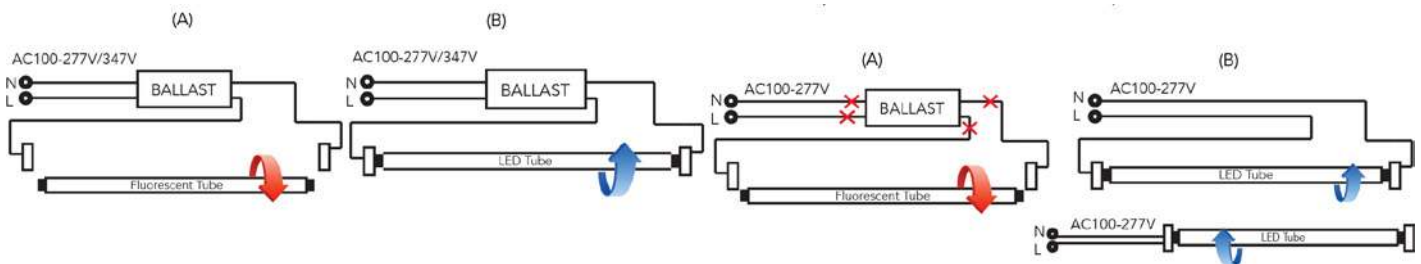 (A)
AC100-277V/347V
N
L
BALLAST
Fluorescent Tube
(B)
AC100-277V/347V
N
L
BALLAST
LED Tube
(A)
AC100-277V
N
L
BALLAST
Fluorescent Tube
(B)
AC100-277V
N
L
LED Tube
AC100-277V
N
L
LED Tube